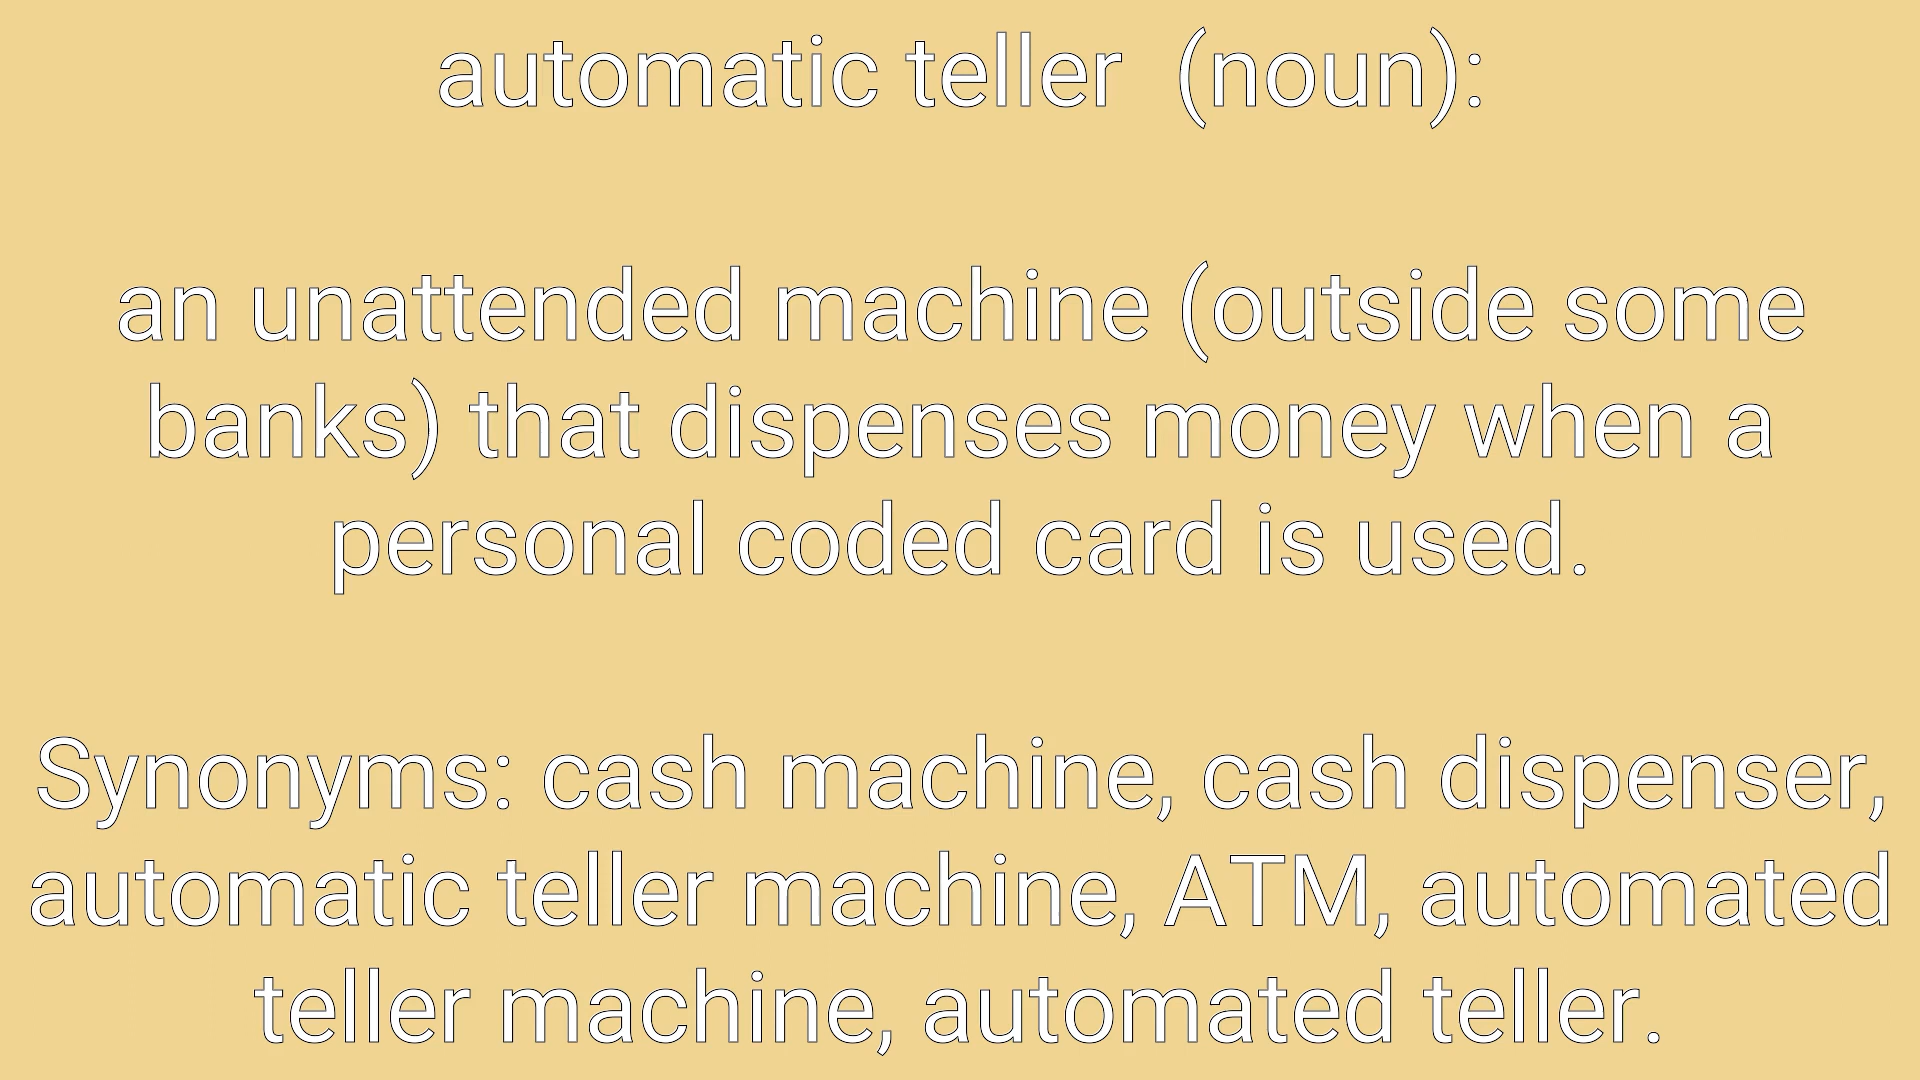 automatic teller  (noun):
an unattended machine (outside some
banks) that dispenses money when a
personal coded card is used.
Synonyms: cash machine, cash dispenser,
automatic teller machine, ATM, automated
teller machine, automated teller.